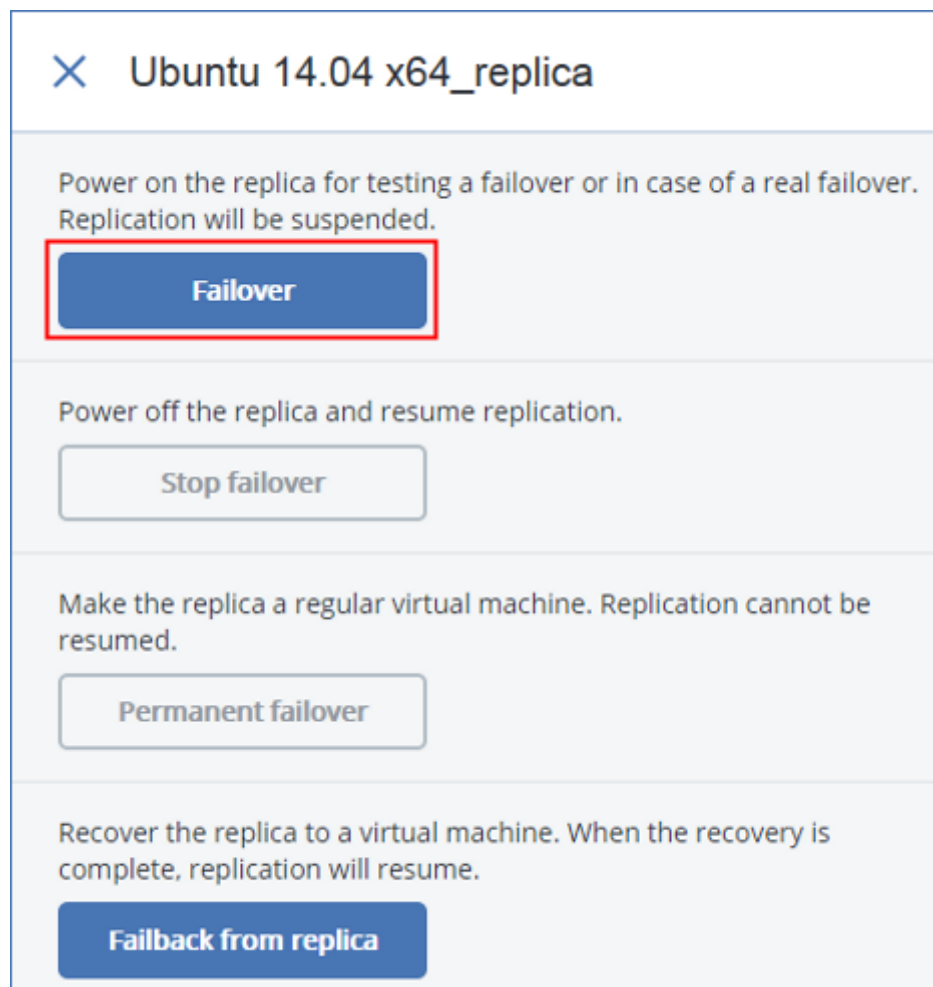 Ubuntu 14.04 x64_replica
Power on the replica for testing a failover or in case of a real failover.
Replication will be suspended.
Failover
Power off the replica and resume replication.
Stop failover
Make the replica a regular virtual machine. Replication cannot be
resumed.
Permanent failover
Recover the replica to a virtual machine. When the recovery is
complete, replication will resume.
Failback from replica